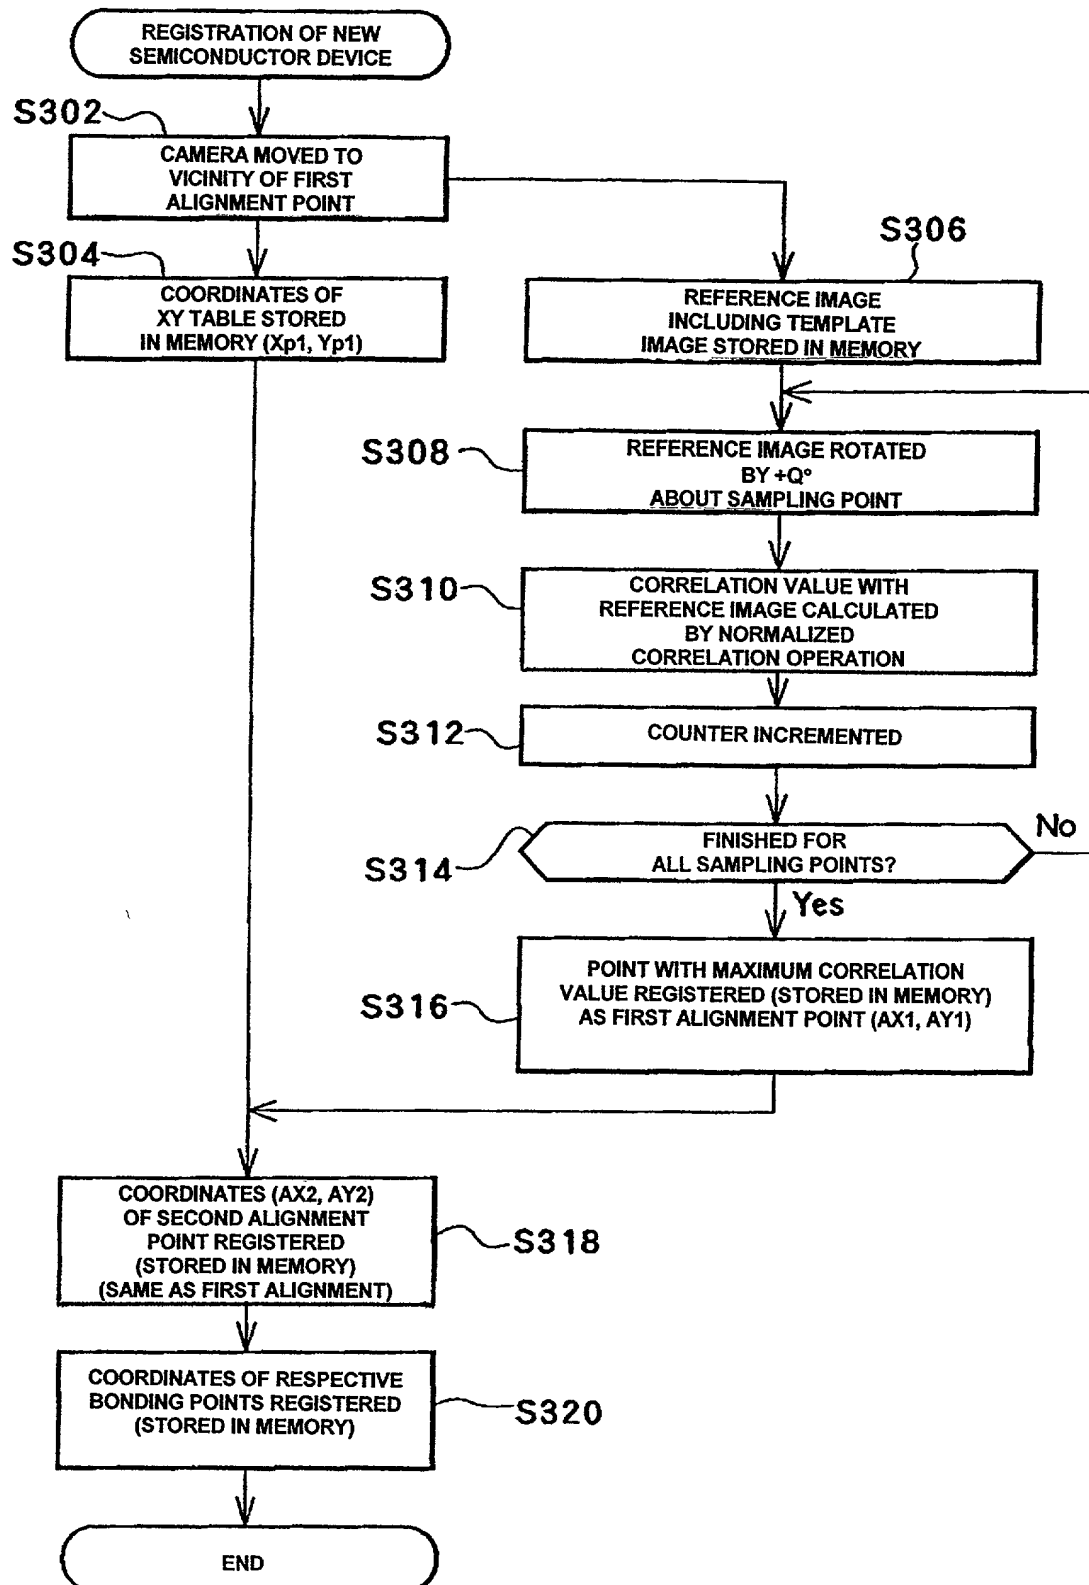 REGISTRATION OF NEW
SEMICONDUCTOR DEVICE
S302
CAMERA MOVED TO
VICINITY OF FIRST
ALIGNMENT POINT
S304
COORDINATES OF
XY TABLE STORED
IN MEMORY (Xp1, Yp1)
S306
REFERENCE IMAGE
INCLUDING TEMPLATE
IMAGE STORED IN MEMORY
S308
REFERENCE IMAGE ROTATED
BY +Q°
ABOUT SAMPLING POINT
S310
CORRELATION VALUE WITH
REFERENCE IMAGE CALCULATED
BY NORMALIZED
CORRELATION OPERATION
S312
COUNTER INCREMENTED
S314
FINISHED FOR
ALL SAMPLING POINTS?
No
Yes
S316
POINT WITH MAXIMUM CORRELATION
VALUE REGISTERED (STORED IN MEMORY)
AS FIRST ALIGNMENT POINT (AX1, AY1)
COORDINATES (AX2, AY2)
OF SECOND ALIGNMENT
POINT REGISTERED
(STORED IN MEMORY)
(SAME AS FIRST ALIGNMENT)
S318
COORDINATES OF RESPECTIVE
BONDING POINTS REGISTERED
(STORED IN MEMORY)
S320
END